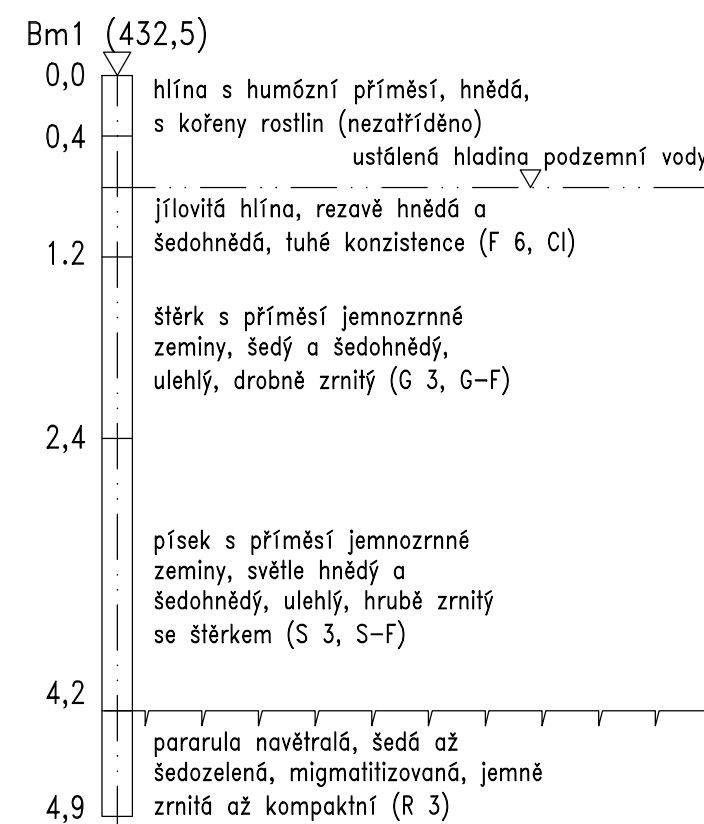 Bm1 (432,5)
0,0
hlína s humózní příměsí, hnědá,
s kořeny rostlin (nezatříděno)
0,4
ustálená hladina podzemní vody
jílovitá hlína, rezavě hnědá a
šedohnědá, tuhé konzistence (F 6, CI)
1.2
štěrk s příměsí jemnozrnné
zeminy, šedý a šedohnědý,
ulehlý, drobně zrnitý (G 3, G-F)
2,4
písek s příměsí jemnozrnné
zeminy, světle hnědý a
šedohnědý, ulehlý, hrubě zrnitý
se štěrkem (S 3, S-F)
4,2
pararula navětralá, šedá až
šedozelená, migmatitizovaná, jemně
zrnitá až kompaktní (R 3)
4,9